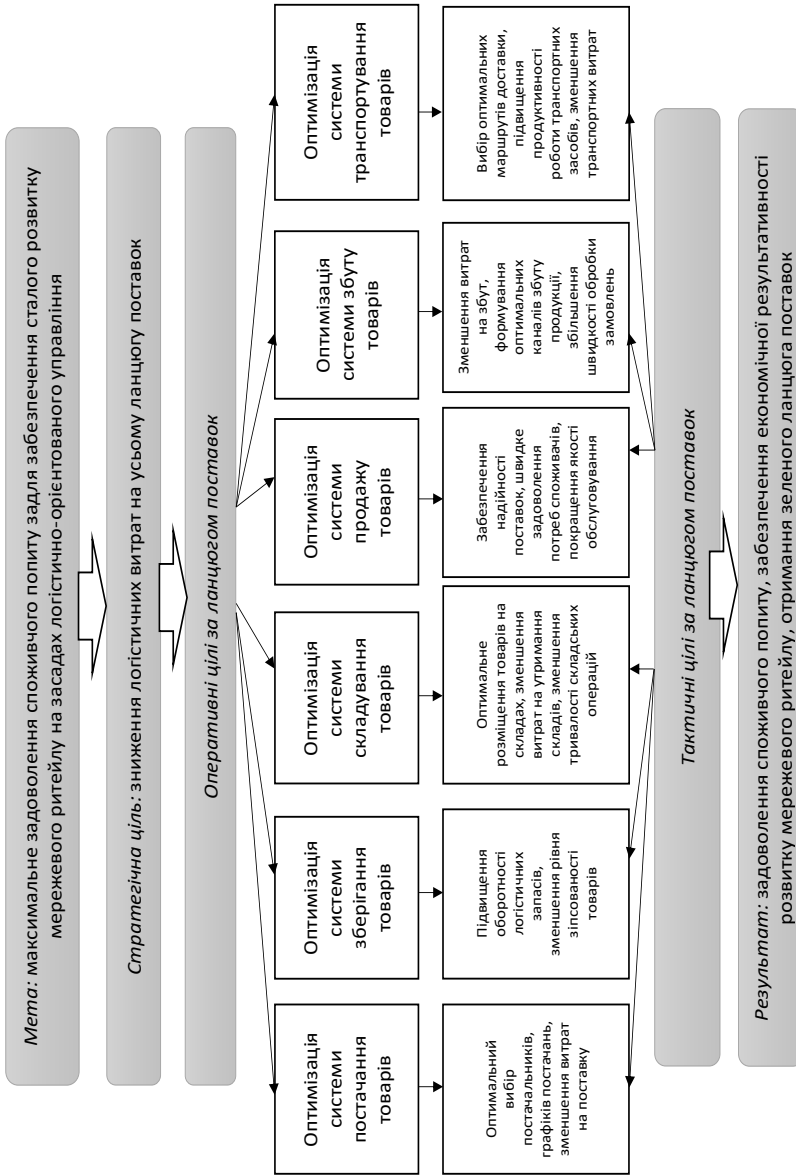 Мета: максимальне задоволення споживчого попиту задля забезпечення сталого розвитку
мережевого ритейлу на засадах логістично-орієнтованого управління
Стратегічна ціль: зниження логістичних витрат на усьому ланцюгу поставок
Оперативні цілі за ланцюгом поставок
Оптимізація
системи
постачання
товарів
Оптимізація
системи
зберігання
товарів
Оптимізація
системи
складування
товарів
Оптимізація
системи
продажу
товарів
Оптимізація
системи збуту
товарів
Оптимізація
системи
транспортування
товарів
Оптимальний
вибір
постачальників,
графіків постачань,
зменшення витрат
на поставку
Підвищення
оборотності
логістичних
запасів,
зменшення рівня
зіпсованості
товарів
Оптимальне
розміщення товарів на
складах, зменшення
витрат на утримання
складів, зменшення
тривалості складських
операцій
Забезпечення
надійності
поставок, швидке
задоволення
потреб споживачів,
покращення якості
обслуговування
Зменшення витрат
на збут,
формування
оптимальних
каналів збуту
продукції,
збільшення
швидкості обробки
замовлень
Вибір оптимальних
маршрутів доставки,
підвищення
продуктивності
роботи транспортних
засобів, зменшення
транспортних витрат
Тактичні цілі за ланцюгом поставок
Результат: задоволення споживчого попиту, забезпечення економічної результативності
розвитку мережевого ритейлу, отримання зеленого ланцюга поставок